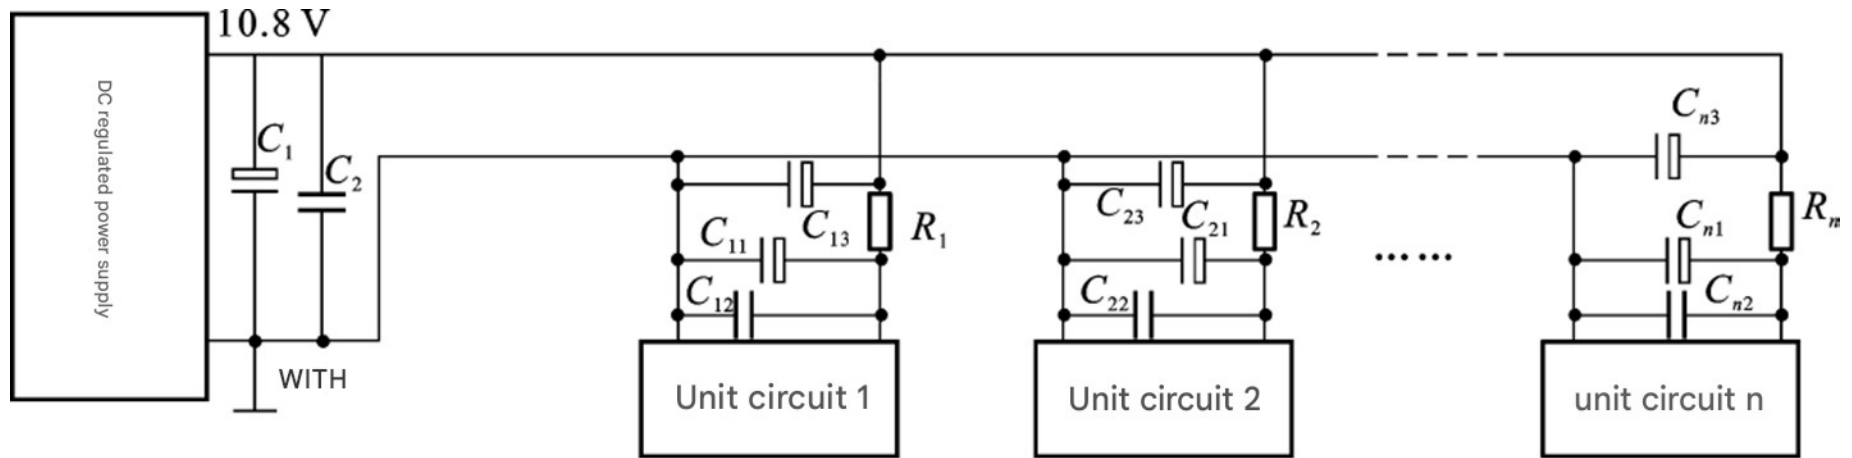 10.8 V
DC regulated power supply
C1
C2
WITH
C13
R1
C11
C12
Unit circuit 1
C23
C21
R2
C22
Unit circuit 2
......
Cn3
Rn
Cn1
Cn2
unit circuit n